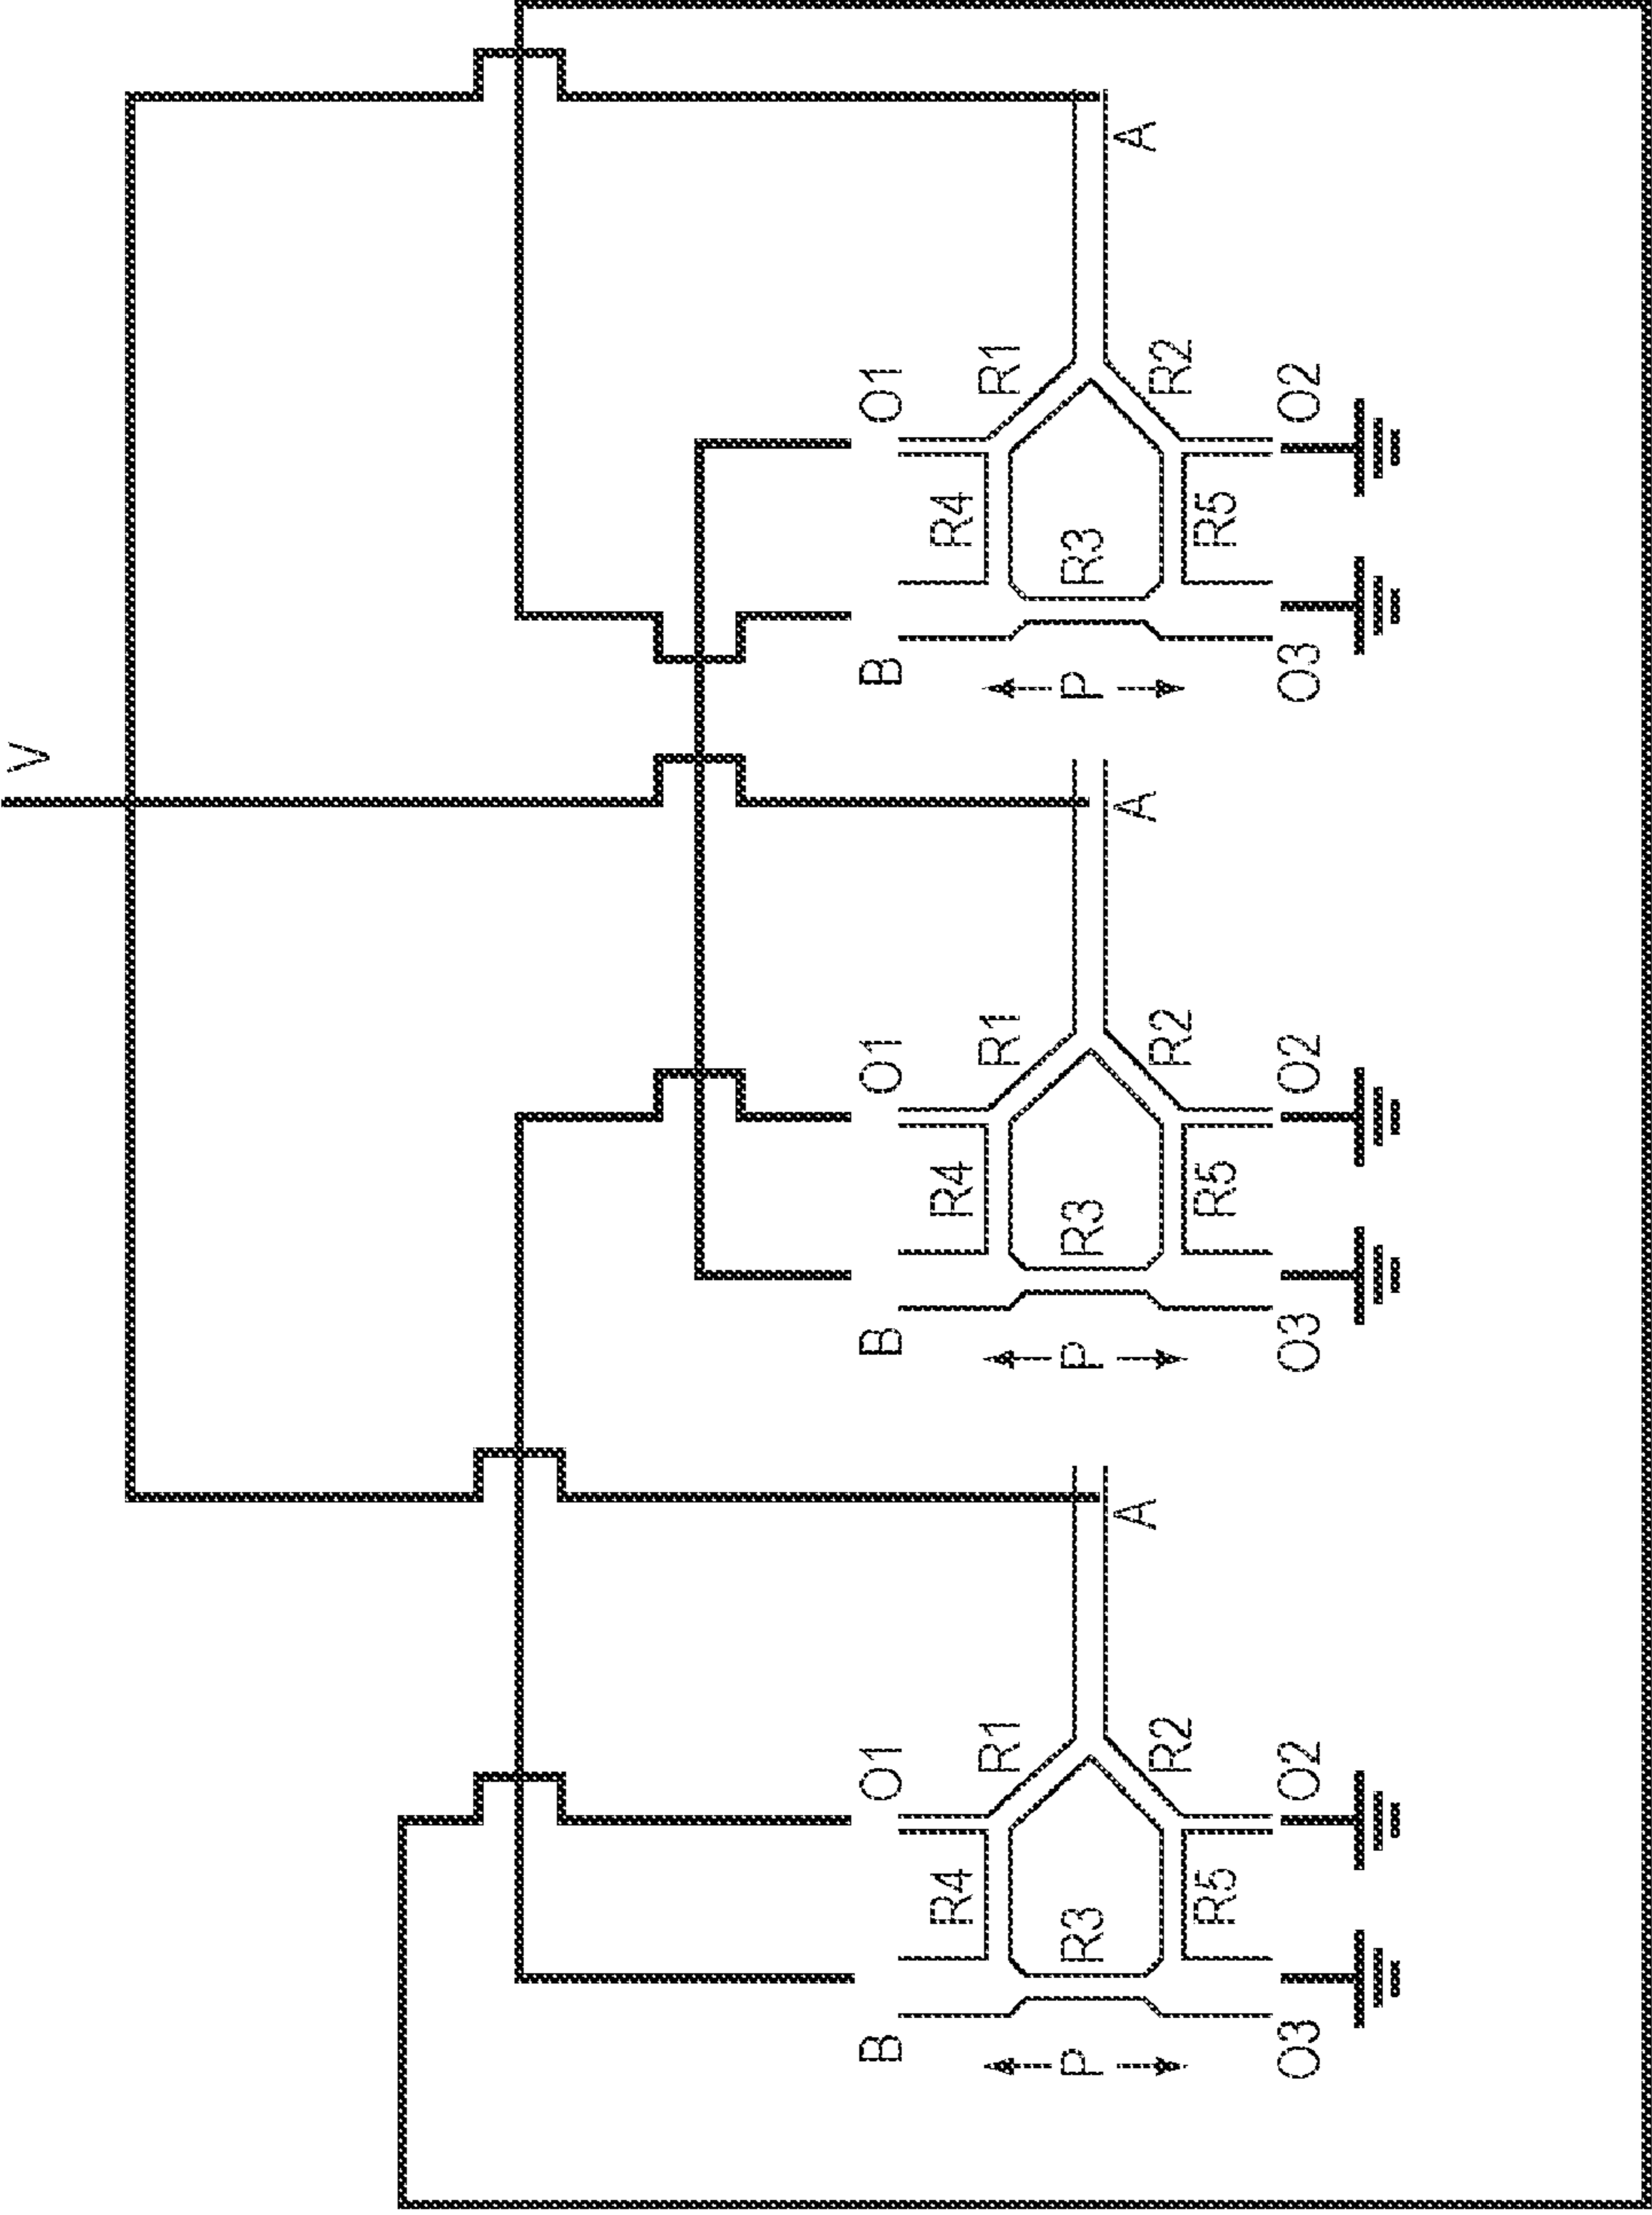 V
B O1 B O1 B O1
R4 R4 R4
R1 R1 R1
P R3 P R3 P R3
A A A
R2 R2 R2
R5 R5 R5
O3 O2 O3 O2 O3 O2